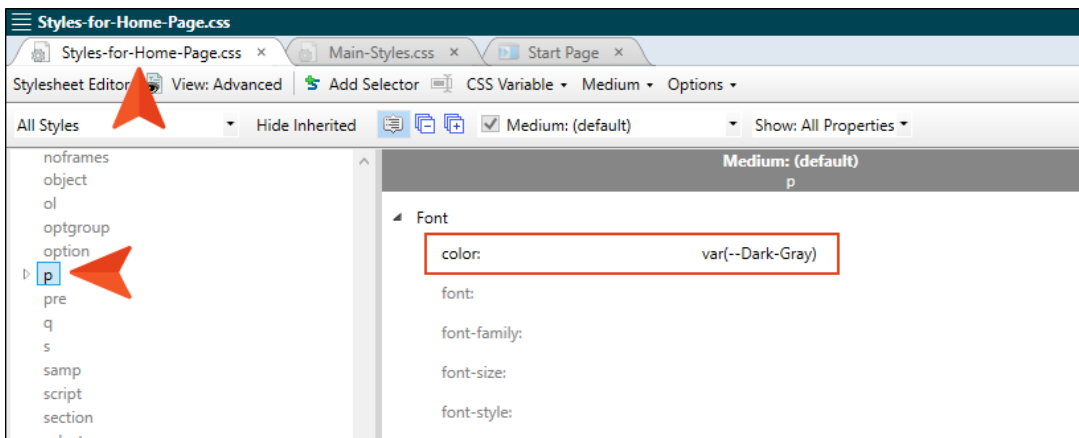 Styles-for-Home-Page.css
Styles-for-Home-Page.css × Main-Styles.css × Start Page ×
Stylesheet Editor View: Advanced Add Selector CSS Variable Medium Options
All Styles Hide Inherited Medium: (default) Show: All Properties
noframes
object
ol
optgroup
option
p
pre
q
s
samp
script
section
Medium: (default)
p
Font
color: var(--Dark-Gray)
font:
font-family:
font-size:
font-style: